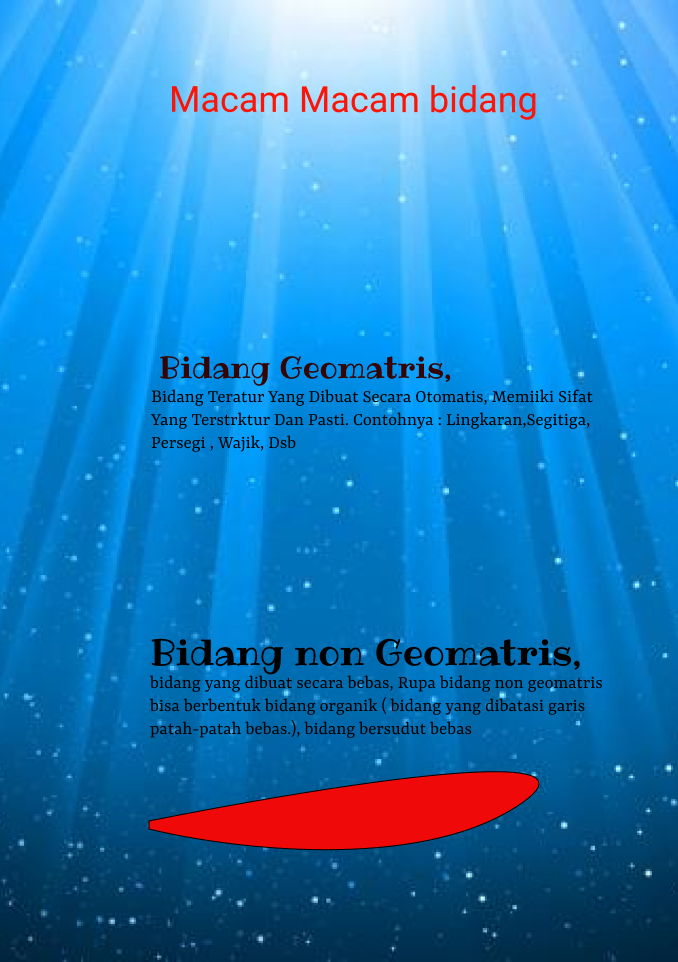 Macam Macam bidang
Bidang Geomatris,
Bidang Teratur Yang Dibuat Secara Otomatis, Memiiki Sifat
Yang Terstrktur Dan Pasti. Contohnya : Lingkaran,Segitiga,
Persegi , Wajik, Dsb
Bidang non Geomatris,
bidang yang dibuat secara bebas, Rupa bidang non geomatris
bisa berbentuk bidang organik ( bidang yang dibatasi garis
patah-patah bebas.), bidang bersudut bebas